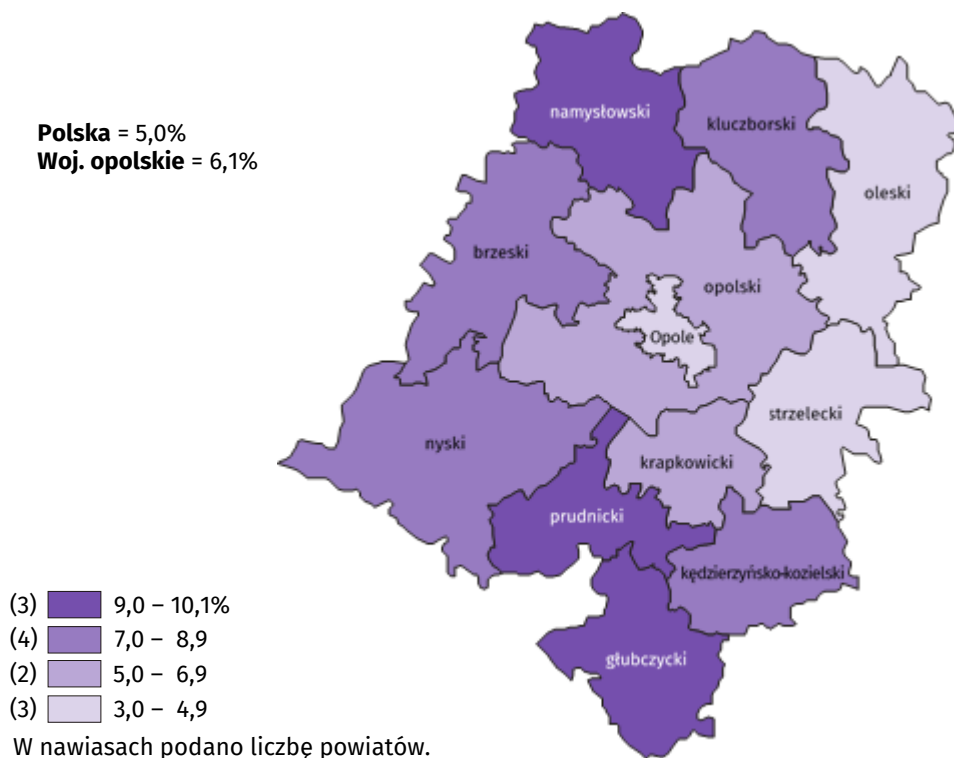 Polska = 5,0%
Woj. opolskie = 6,1%
namysłowski
kluczborski
oleski
brzeski
opolski
Opole
strzelecki
nyski
krapkowicki
prudnicki
kędzierzyńsko-kozielski
głubczycki
(3) 9,0 – 10,1%
(4) 7,0 – 8,9
(2) 5,0 – 6,9
(3) 3,0 – 4,9
W nawiasach podano liczbę powiatów.